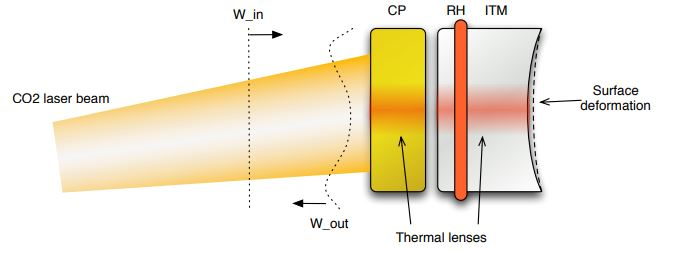 W_in
CP
RH
ITM
CO2 laser beam
Surface
deformation
W_out
Thermal lenses